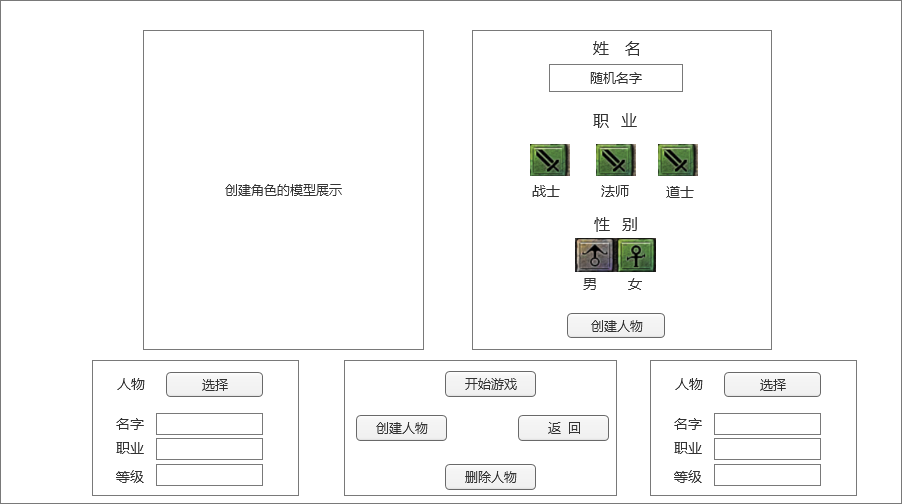 创建角色的模型展示
姓 名
随机名字
职 业
战士 法师 道士
性 别
男 女
创建人物
人物 选择
名字
职业
等级
开始游戏
创建人物 返 回
删除人物
人物 选择
名字
职业
等级